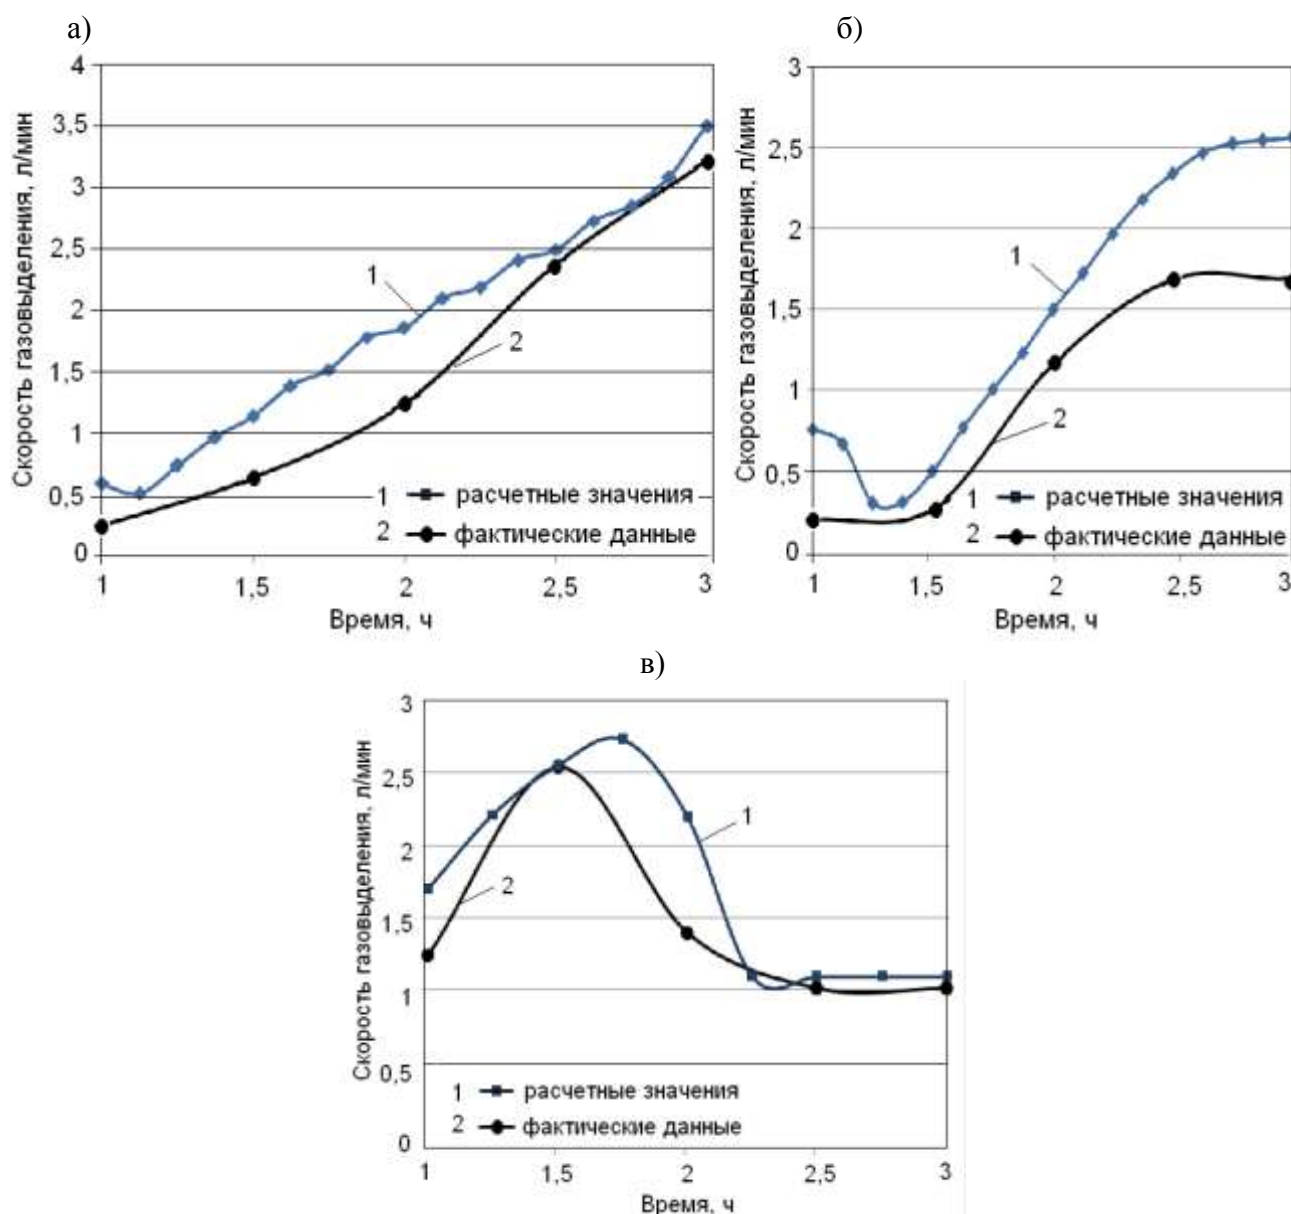 а)
Скорость газовыделения, л/мин
4
3,5
3
2,5
2
1,5
1
0,5
0
1
2
1 расчетные значения
2 фактические данные
1 1,5 2 2,5 3
Время, ч
б)
Скорость газовыделения, л/мин
3
2,5
2
1,5
1
0,5
0
1
2
1 расчетные значения
2 фактические данные
1 1,5 2 2,5 3
Время, ч
в)
Скорость газовыделения, л/мин
3
2,5
2
1,5
1
0,5
0
1
2
1 расчетные значения
2 фактические данные
1 1,5 2 2,5 3
Время, ч